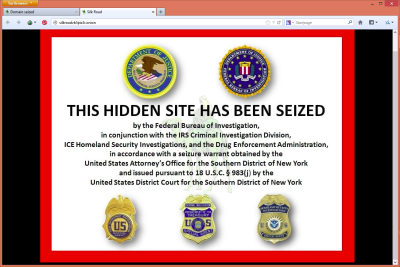 Domain seized
Silk Road
THIS HIDDEN SITE HAS BEEN SEIZED
by the Federal Bureau of Investigation,
in conjunction with the IRS Criminal Investigation Division,
ICE Homeland Security Investigations, and the Drug Enforcement Administration,
in accordance with a seizure warrant obtained by the
United States Attorney's Office for the Southern District of New York
and issued pursuant to 18 U.S.C. § 983(j) by the
United States District Court for the Southern District of New York